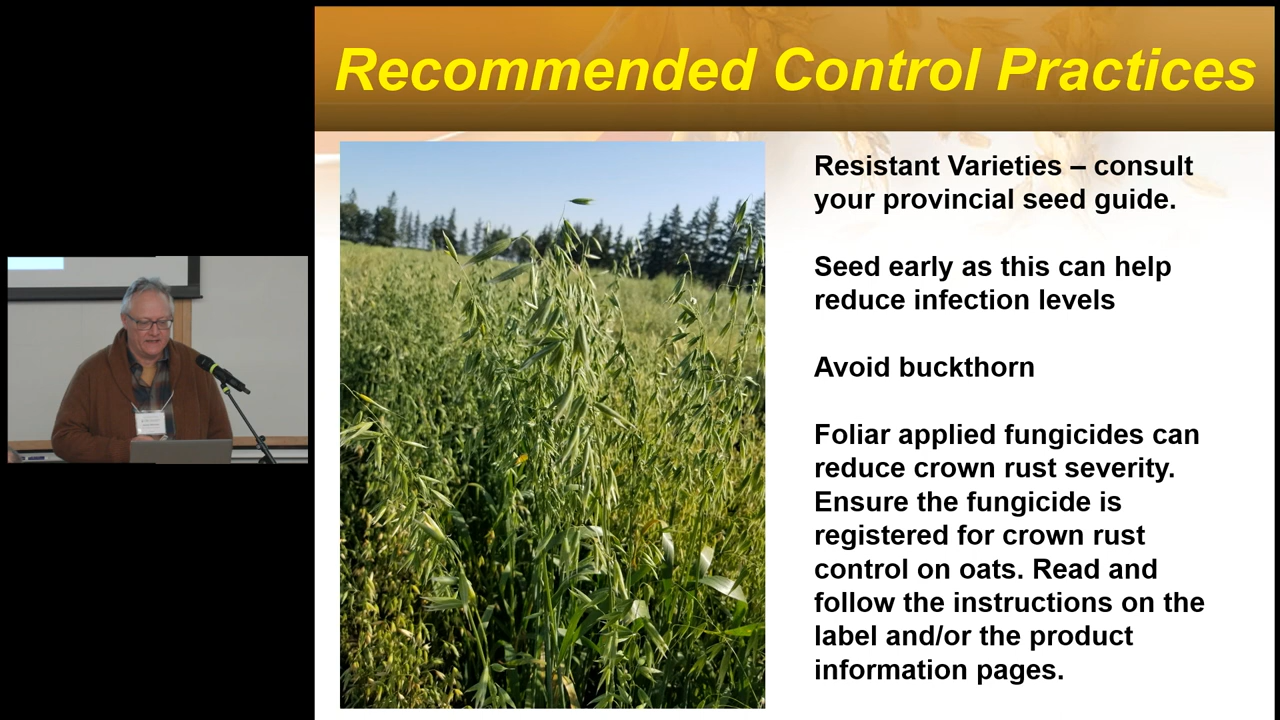 Recommended Control Practices
Resistant Varieties – consult
your provincial seed guide.
Seed early as this can help
reduce infection levels
Avoid buckthorn
Foliar applied fungicides can
reduce crown rust severity.
Ensure the fungicide is
registered for crown rust
control on oats. Read and
follow the instructions on the
label and/or the product
information pages.